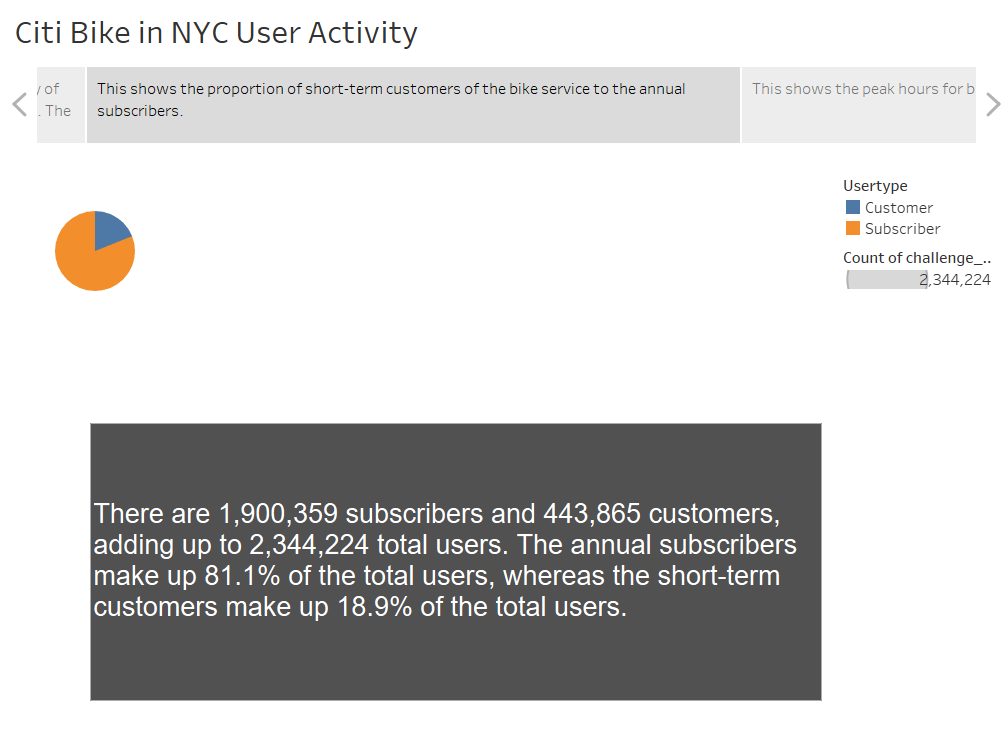 Citi Bike in NYC User Activity
of
. The
This shows the proportion of short-term customers of the bike service to the annual
subscribers.
This shows the peak hours for b
Usertype
Customer
Subscriber
Count of challenge_..
2,344,224
There are 1,900,359 subscribers and 443,865 customers,
adding up to 2,344,224 total users. The annual subscribers
make up 81.1% of the total users, whereas the short-term
customers make up 18.9% of the total users.